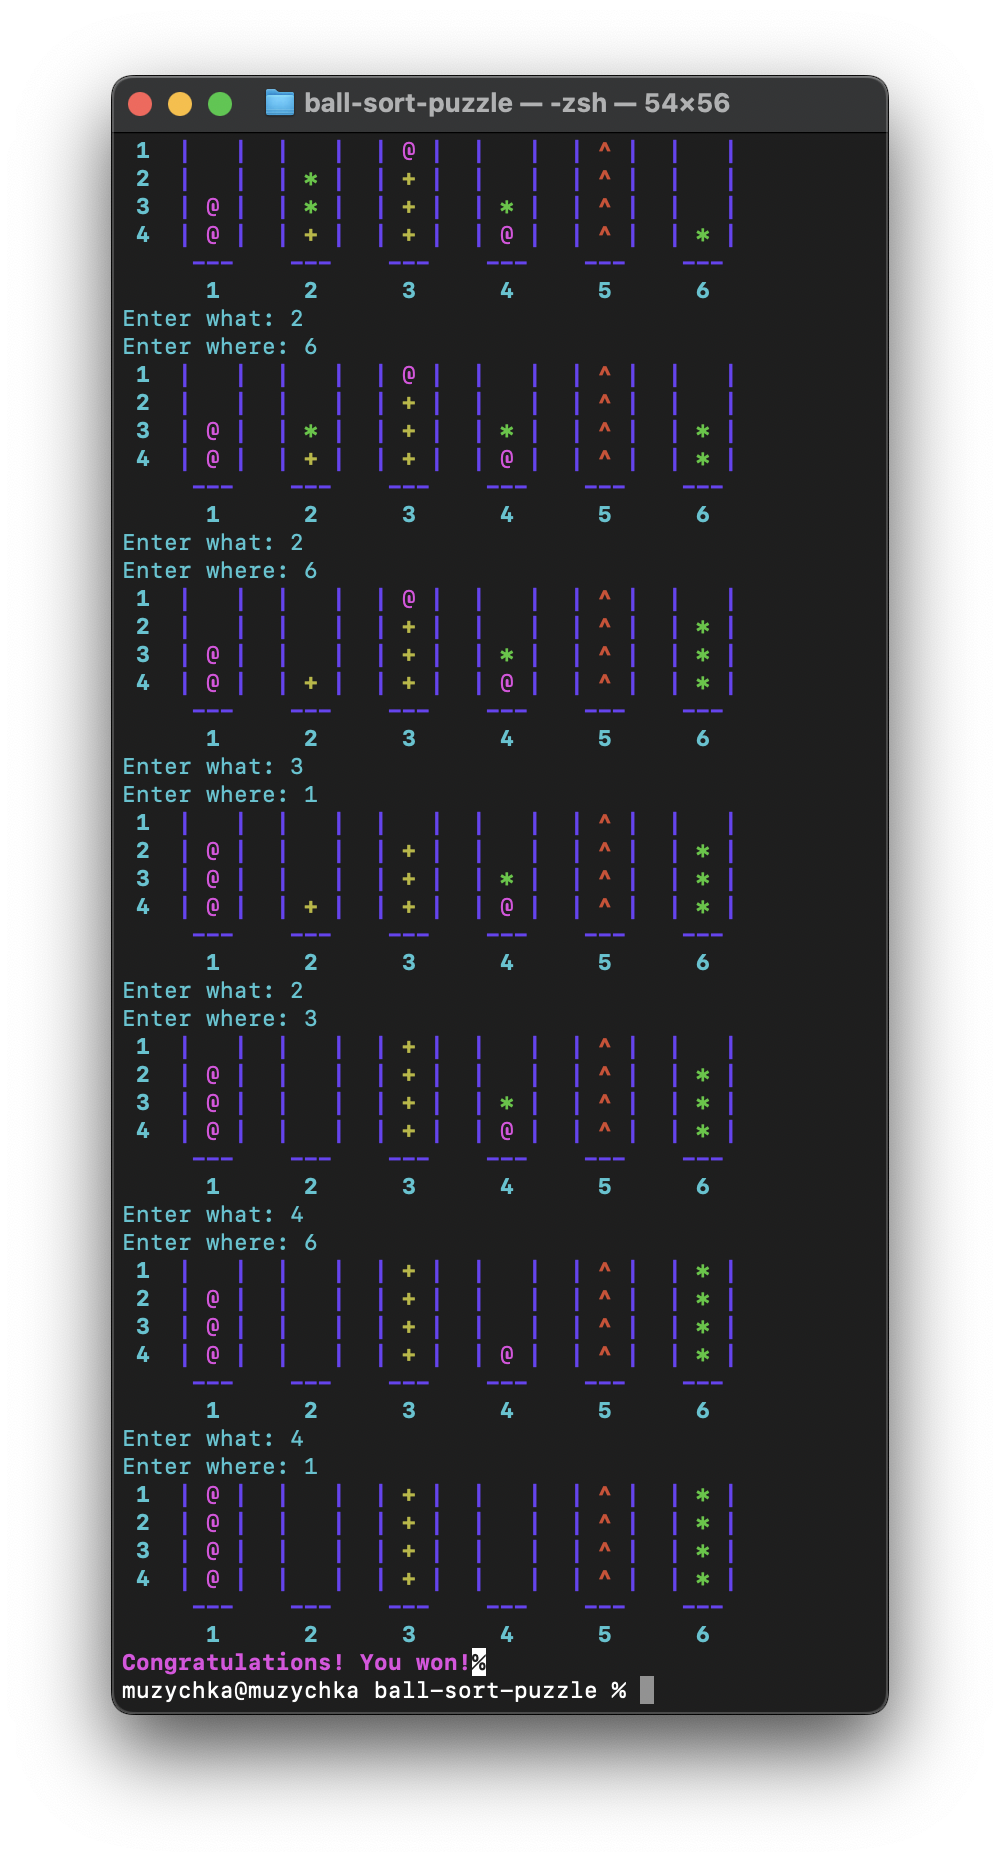 ball-sort-puzzle — -zsh — 54×56
1 |   | |   | | @ | |   | | ^ | |   |
2 |   | | * | | + | |   | | ^ | |   |
3 | @ | | * | | + | | * | | ^ | |   |
4 | @ | | + | | + | | @ | | ^ | | * |
--- --- --- --- --- ---
1 2 3 4 5 6
Enter what: 2
Enter where: 6
1 |   | |   | | @ | |   | | ^ | |   |
2 |   | |   | | + | |   | | ^ | |   |
3 | @ | | * | | + | | * | | ^ | | * |
4 | @ | | + | | + | | @ | | ^ | | * |
--- --- --- --- --- ---
1 2 3 4 5 6
Enter what: 2
Enter where: 6
1 |   | |   | | @ | |   | | ^ | |   |
2 |   | |   | | + | |   | | ^ | | * |
3 | @ | |   | | + | | * | | ^ | | * |
4 | @ | | + | | + | | @ | | ^ | | * |
--- --- --- --- --- ---
1 2 3 4 5 6
Enter what: 3
Enter where: 1
1 |   | |   | |   | |   | | ^ | |   |
2 | @ | |   | | + | |   | | ^ | | * |
3 | @ | |   | | + | | * | | ^ | | * |
4 | @ | | + | | + | | @ | | ^ | | * |
--- --- --- --- --- ---
1 2 3 4 5 6
Enter what: 2
Enter where: 3
1 |   | |   | | + | |   | | ^ | |   |
2 | @ | |   | | + | |   | | ^ | | * |
3 | @ | |   | | + | | * | | ^ | | * |
4 | @ | |   | | + | | @ | | ^ | | * |
--- --- --- --- --- ---
1 2 3 4 5 6
Enter what: 4
Enter where: 6
1 |   | |   | | + | |   | | ^ | | * |
2 | @ | |   | | + | |   | | ^ | | * |
3 | @ | |   | | + | |   | | ^ | | * |
4 | @ | |   | | + | | @ | | ^ | | * |
--- --- --- --- --- ---
1 2 3 4 5 6
Enter what: 4
Enter where: 1
1 | @ | |   | | + | |   | | ^ | | * |
2 | @ | |   | | + | |   | | ^ | | * |
3 | @ | |   | | + | |   | | ^ | | * |
4 | @ | |   | | + | |   | | ^ | | * |
--- --- --- --- --- ---
1 2 3 4 5 6
Congratulations! You won!%
muzychka@muzychka ball-sort-puzzle %